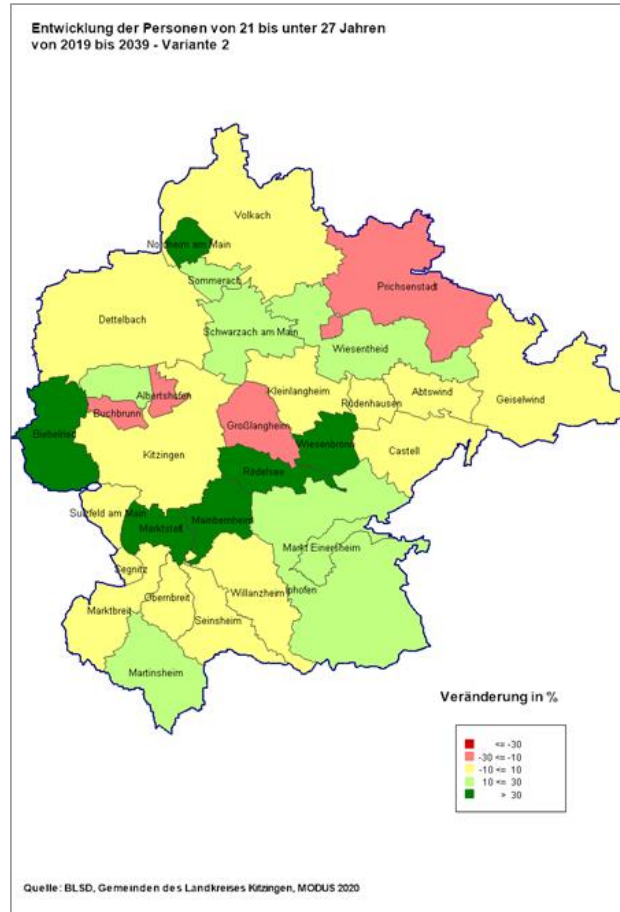 Entwicklung der Personen von 21 bis unter 27 Jahren
von 2019 bis 2039 - Variante 2
Volkach
Nordheim am Main
Sommerach
Prichsenstadt
Dettelbach
Schwarzach am Main
Wiesentheid
Kleinlangheim
Abtswind
Albertshofen
Rüdenhausen
Geiselwind
Buchbrunn
Großlangheim
Biebelried
Wiesenbronn
Castell
Kitzingen
Rödelsee
Sulzfeld am Main
Marktsteft
Mainbernheim
Markt Einersheim
Segnitz
Iphofen
Willanzheim
Obernbreit
Marktbreit
Seinsheim
Martinsheim
Veränderung in %
<= -30
-30 <= -10
-10 <= 10
10 <= 30
> 30
Quelle: BLSD, Gemeinden des Landkreises Kitzingen, MODUS 2020